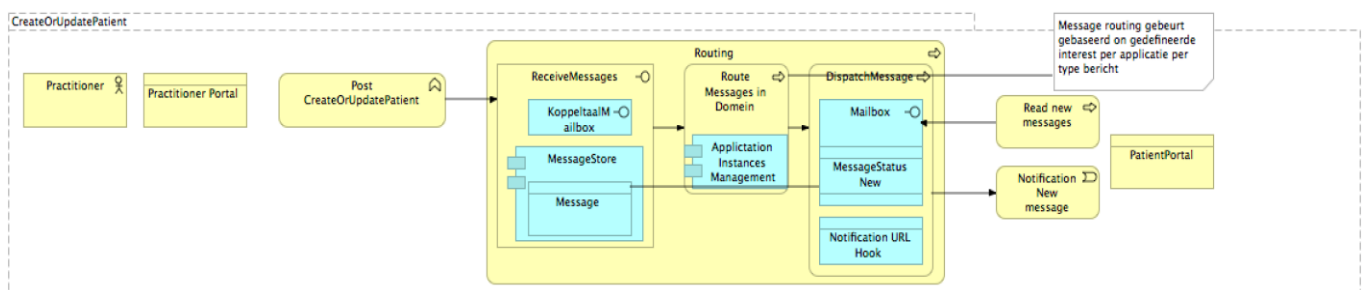 CreateOrUpdatePatient
Practitioner
Practitioner Portal
Post
CreateOrUpdatePatient
Routing
ReceiveMessages
KoppeltaalM
ailbox
MessageStore
Message
Route
Messages in
Domein
Applictation
Instances
Management
DispatchMessage
Mailbox
MessageStatus
New
Notification URL
Hook
Message routing gebeurt
gebaseerd on gedefineerde
interest per applicatie per
type bericht
Read new
messages
Notification
New
message
PatientPortal